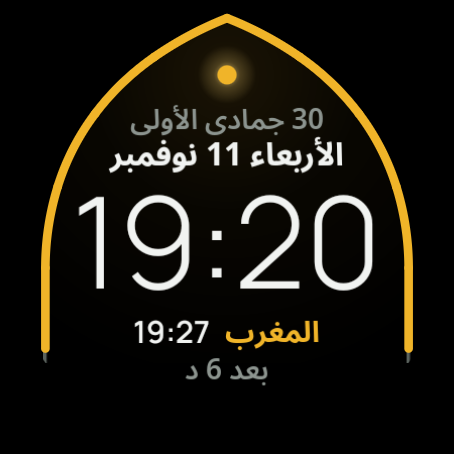 30 جمادى الأولى
الأربعاء 11 نوفمبر
19:20
المغرب 19:27
بعد 6 د